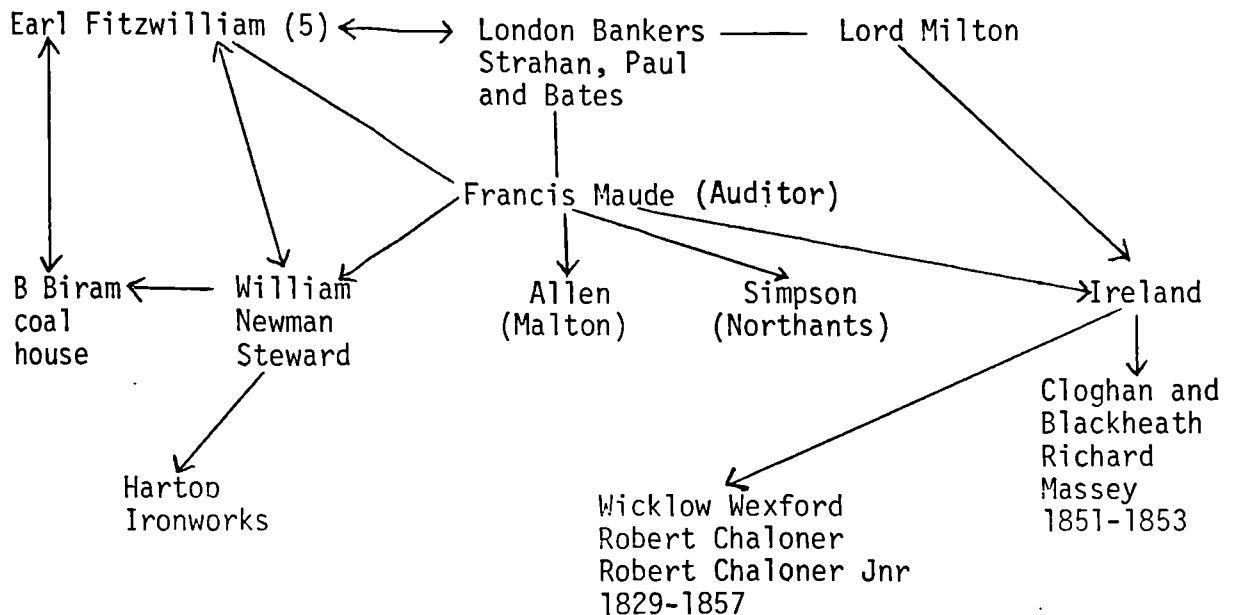 Earl Fitzwilliam (5)
London Bankers
Strahan, Paul
and Bates
Lord Milton
Francis Maude (Auditor)
B Biram
coal
house
William
Newman
Steward
Allen
(Malton)
Simpson
(Northants)
Ireland
Hartop
Ironworks
Wicklow Wexford
Robert Chaloner
Robert Chaloner Jnr
1829-1857
Cloghan and
Blackheath
Richard
Massey
1851-1853